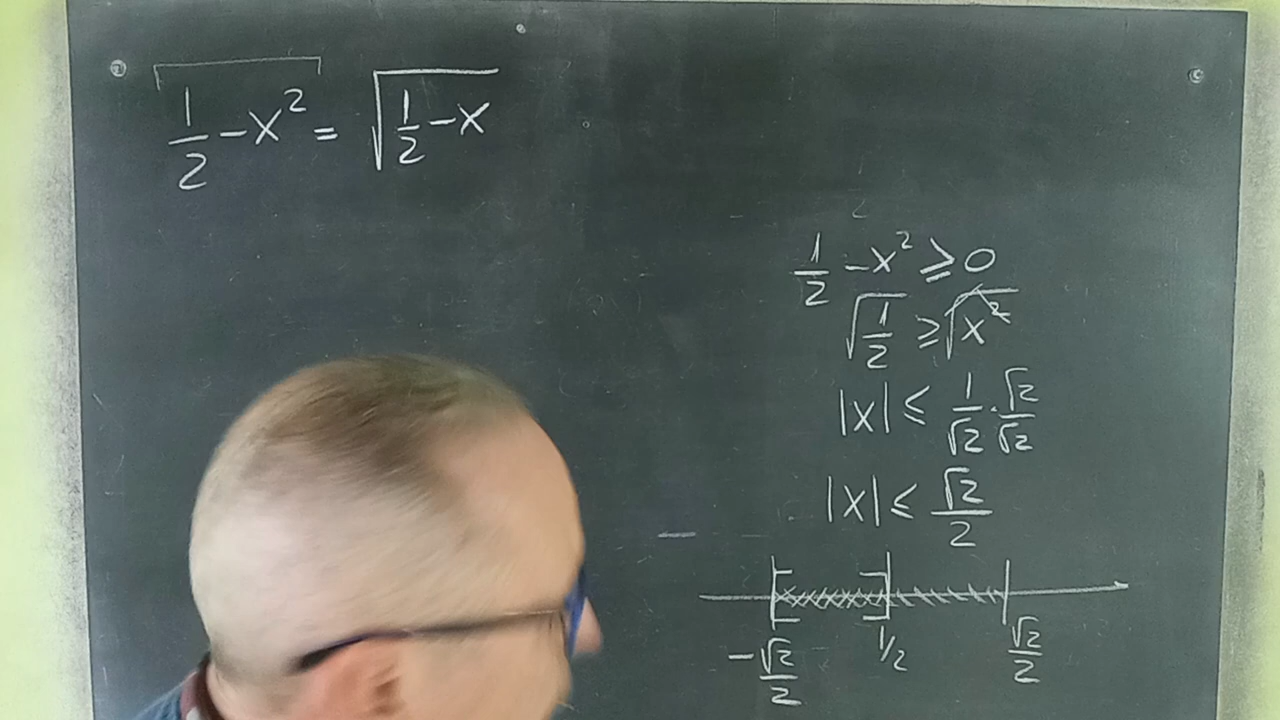 1/2 - x² = √(1/2 - x)
1/2 - x² ≥ 0
√(1/2) ≥ √(x²)
|x| ≤ 1/√2 · √2/√2
|x| ≤ √2/2
-√2/2 1/2 √2/2